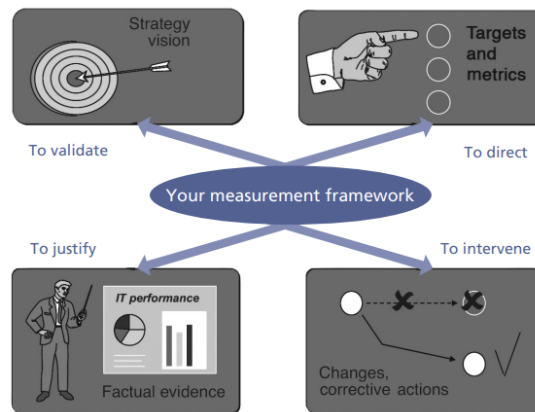 Strategy
vision
Targets
and
metrics
To validate
To direct
Your measurement framework
To justify
To intervene
IT performance
Factual evidence
Changes,
corrective actions